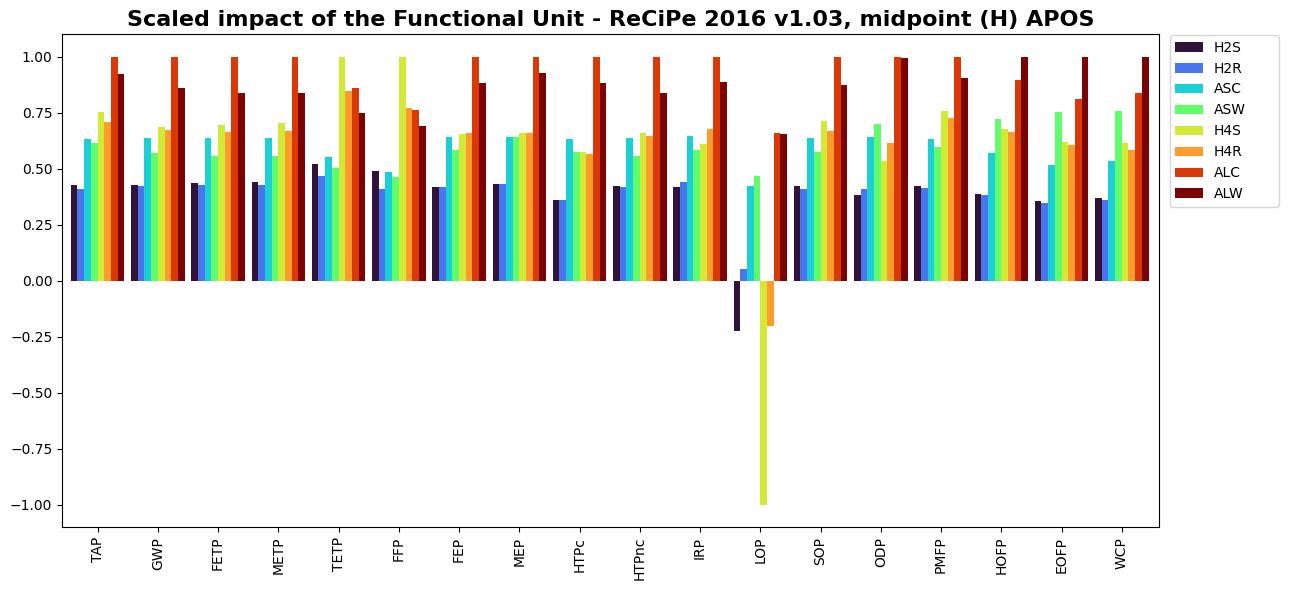 Scaled impact of the Functional Unit - ReCiPe 2016 v1.03, midpoint (H) APOS
1.00
0.75
0.50
0.25
0.00
−0.25
−0.50
−0.75
−1.00
TAP
GWP
FETP
METP
TETP
FFP
FEP
MEP
HTPc
HTPnc
IRP
LOP
SOP
ODP
PMFP
HOFP
EOFP
WCP
H2S
H2R
ASC
ASW
H4S
H4R
ALC
ALW